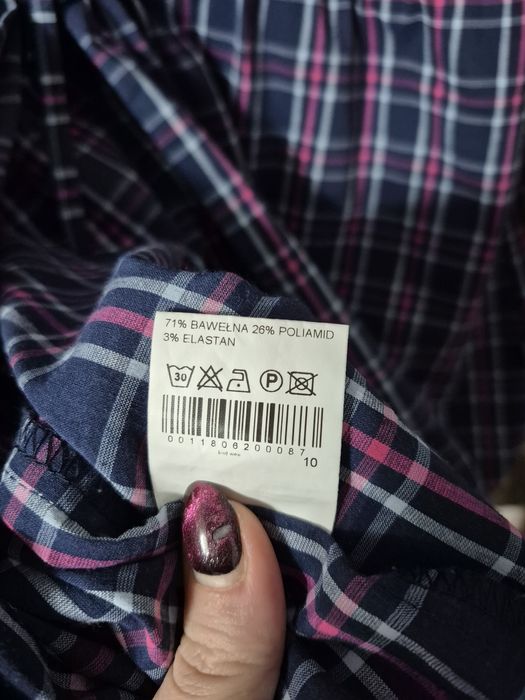 71% BAWEŁNA 26% POLIAMID
3% ELASTAN
30 P
0011806200087
10